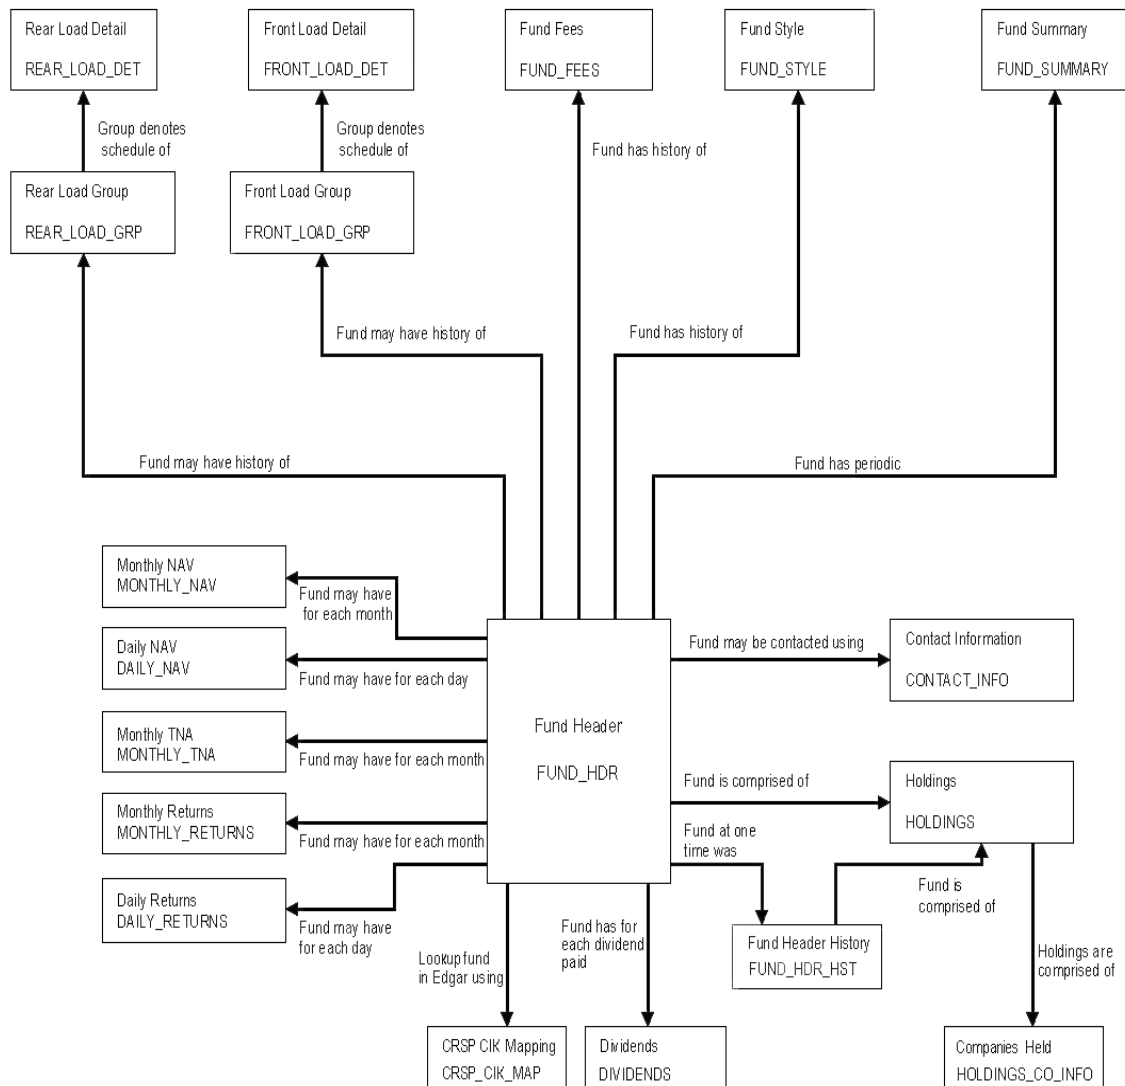 Rear Load Detail
REAR_LOAD_DET
Front Load Detail
FRONT_LOAD_DET
Fund Fees
FUND_FEES
Fund Style
FUND_STYLE
Fund Summary
FUND_SUMMARY
Group denotes
schedule of
Group denotes
schedule of
Fund has history of
Rear Load Group
REAR_LOAD_GRP
Front Load Group
FRONT_LOAD_GRP
Fund may have history of
Fund has history of
Fund may have history of
Fund has periodic
Monthly NAV
MONTHLY_NAV
Fund may have
for each month
Daily NAV
DAILY_NAV
Fund may have for each day
Monthly TNA
MONTHLY_TNA
Fund may have for each month
Monthly Returns
MONTHLY_RETURNS
Fund may have for each month
Daily Returns
DAILY_RETURNS
Fund may have
for each day
Fund Header
FUND_HDR
Fund may be contacted using
Contact Information
CONTACT_INFO
Fund is comprised of
Holdings
HOLDINGS
Fund at one
time was
Fund is
comprised of
Fund Header History
FUND_HDR_HST
Lookup fund
in Edgar using
Fund has for
each dividend
paid
Holdings are
comprised of
CRSP CIK Mapping
CRSP_CIK_MAP
Dividends
DIVIDENDS
Companies Held
HOLDINGS_CO_INFO